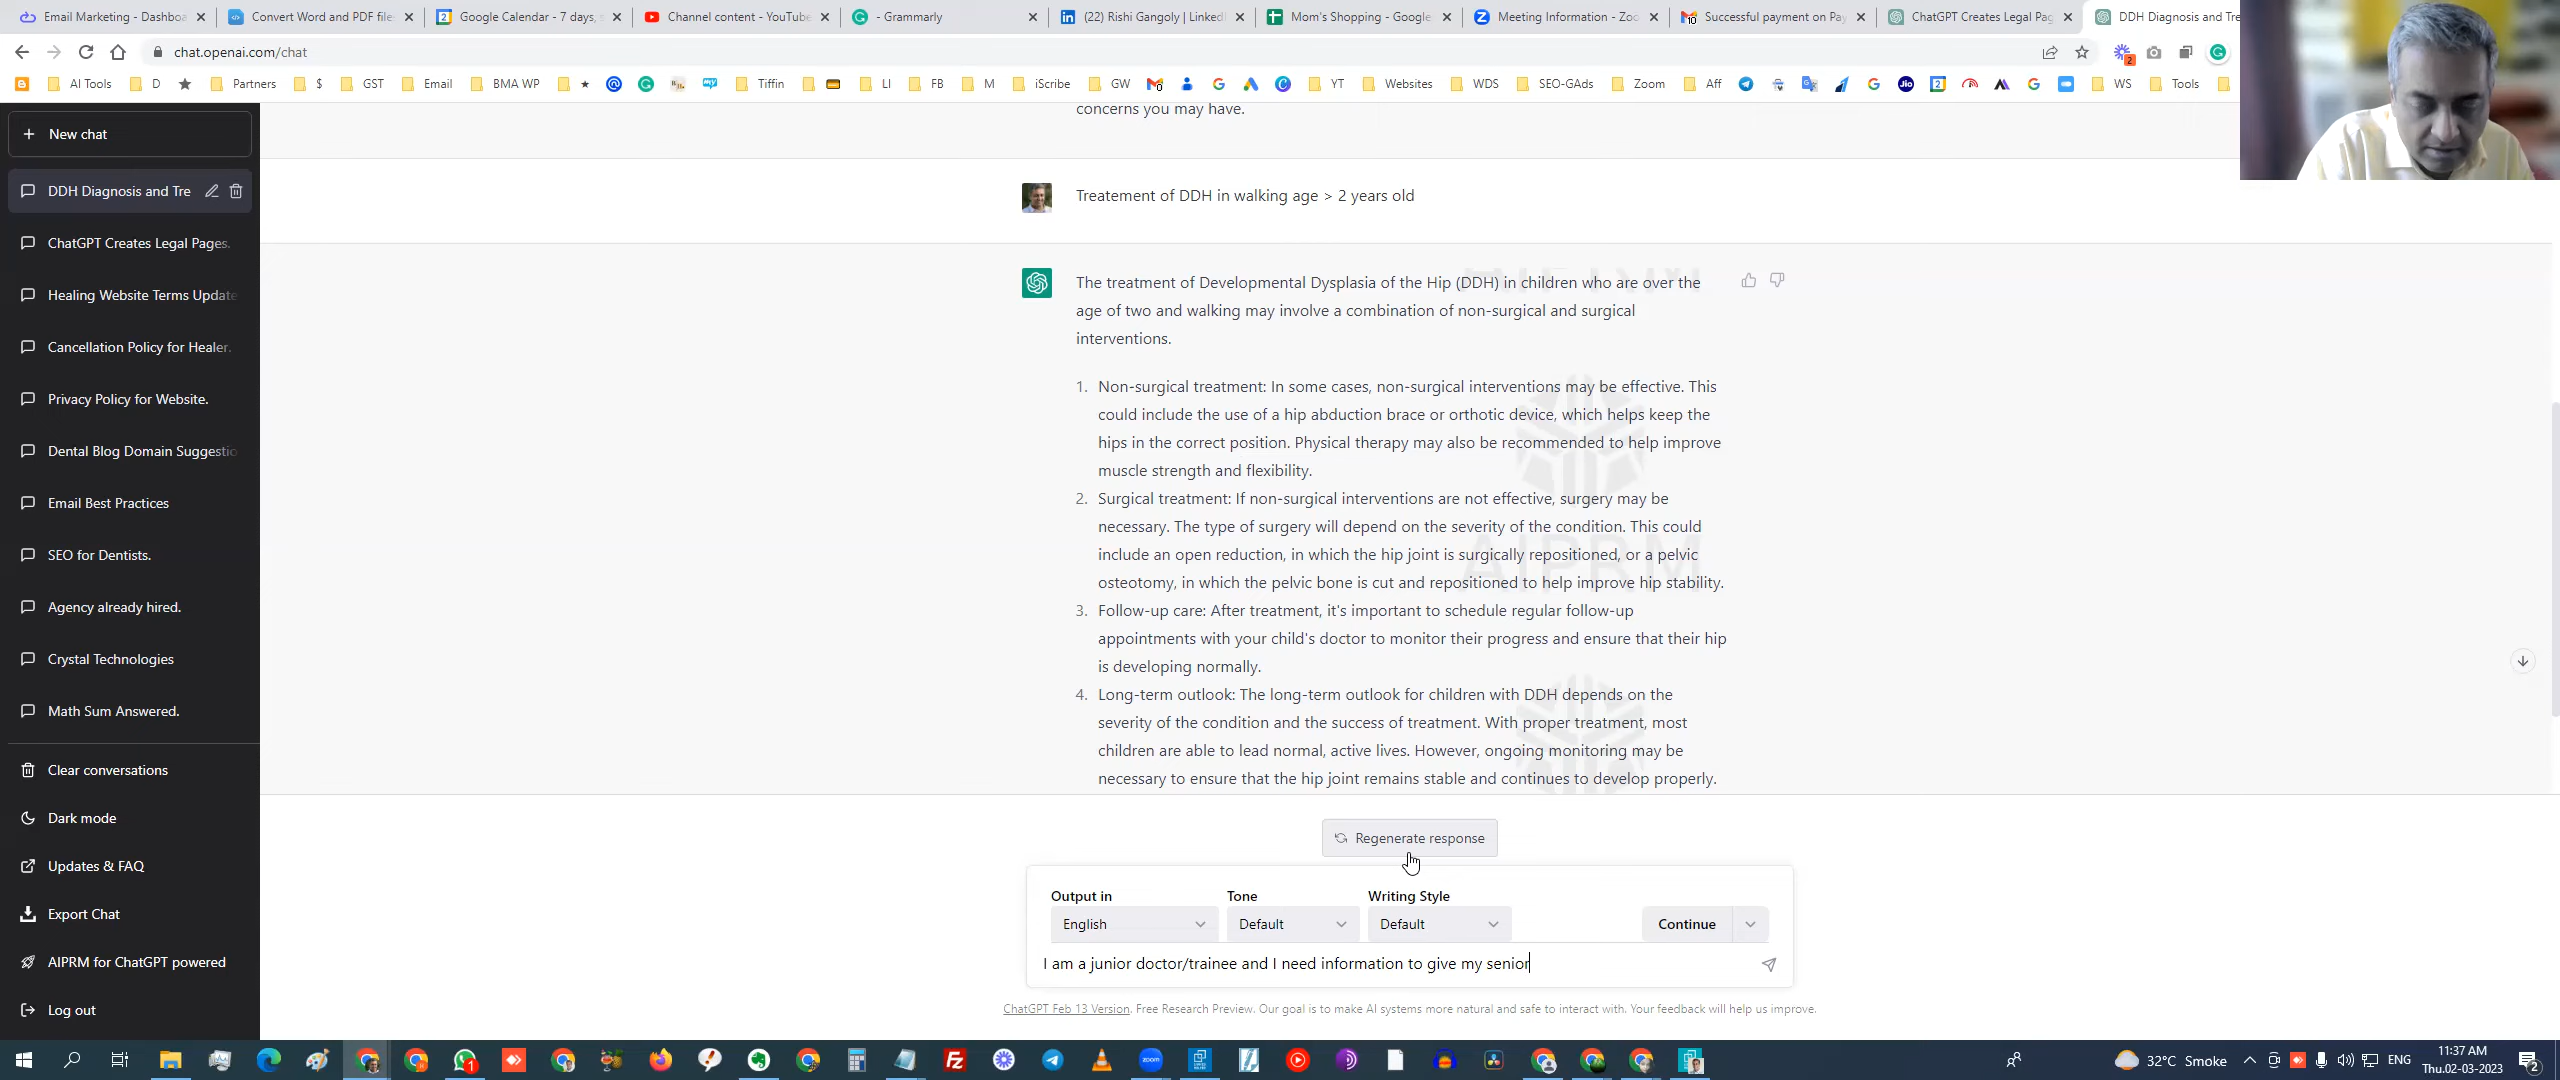 Email Marketing - Dashboa
Convert Word and PDF file
Google Calendar - 7 days, s
Channel content - YouTube
- Grammarly
(22) Rishi Gangoly | LinkedI
Mom's Shopping - Google
Meeting Information - Zoo
Successful payment on Pay
ChatGPT Creates Legal Pag
DDH Diagnosis and Tre
chat.openai.com/chat
AI Tools
D
Partners
$
GST
Email
BMA WP
Tiffin
LI
FB
M
iScribe
GW
YT
Websites
WDS
SEO-GAds
Zoom
Aff
WS
Tools
New chat
DDH Diagnosis and Tre
ChatGPT Creates Legal Pages.
Healing Website Terms Update
Cancellation Policy for Healer.
Privacy Policy for Website.
Dental Blog Domain Suggestio
Email Best Practices
SEO for Dentists.
Agency already hired.
Crystal Technologies
Math Sum Answered.
Clear conversations
Dark mode
Updates & FAQ
Export Chat
AIPRM for ChatGPT powered
Log out
concerns you may have.
Treatement of DDH in walking age > 2 years old
The treatment of Developmental Dysplasia of the Hip (DDH) in children who are over the
age of two and walking may involve a combination of non-surgical and surgical
interventions.
1. Non-surgical treatment: In some cases, non-surgical interventions may be effective. This
could include the use of a hip abduction brace or orthotic device, which helps keep the
hips in the correct position. Physical therapy may also be recommended to help improve
muscle strength and flexibility.
2. Surgical treatment: If non-surgical interventions are not effective, surgery may be
necessary. The type of surgery will depend on the severity of the condition. This could
include an open reduction, in which the hip joint is surgically repositioned, or a pelvic
osteotomy, in which the pelvic bone is cut and repositioned to help improve hip stability.
3. Follow-up care: After treatment, it's important to schedule regular follow-up
appointments with your child's doctor to monitor their progress and ensure that their hip
is developing normally.
4. Long-term outlook: The long-term outlook for children with DDH depends on the
severity of the condition and the success of treatment. With proper treatment, most
children are able to lead normal, active lives. However, ongoing monitoring may be
necessary to ensure that the hip joint remains stable and continues to develop properly.
AIPRM
Regenerate response
Output in
Tone
Writing Style
English
Default
Default
Continue
I am a junior doctor/trainee and I need information to give my senior
ChatGPT Feb 13 Version. Free Research Preview. Our goal is to make AI systems more natural and safe to interact with. Your feedback will help us improve.
32°C Smoke
ENG
11:37 AM
Thu.02-03-2023